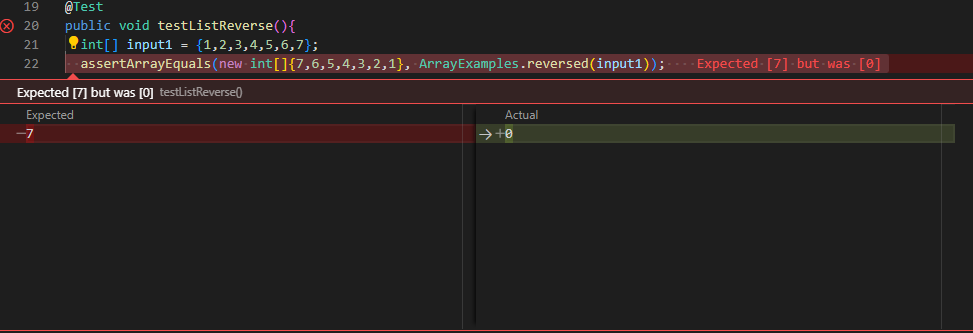 19 @Test
20 public void testListReverse(){
21 int[] input1 = {1,2,3,4,5,6,7};
22 assertArrayEquals(new int[]{7,6,5,4,3,2,1}, ArrayExamples.reversed(input1)); Expected [7] but was [0]
Expected [7] but was [0] testListReverse()
Expected Actual
−7 →+0